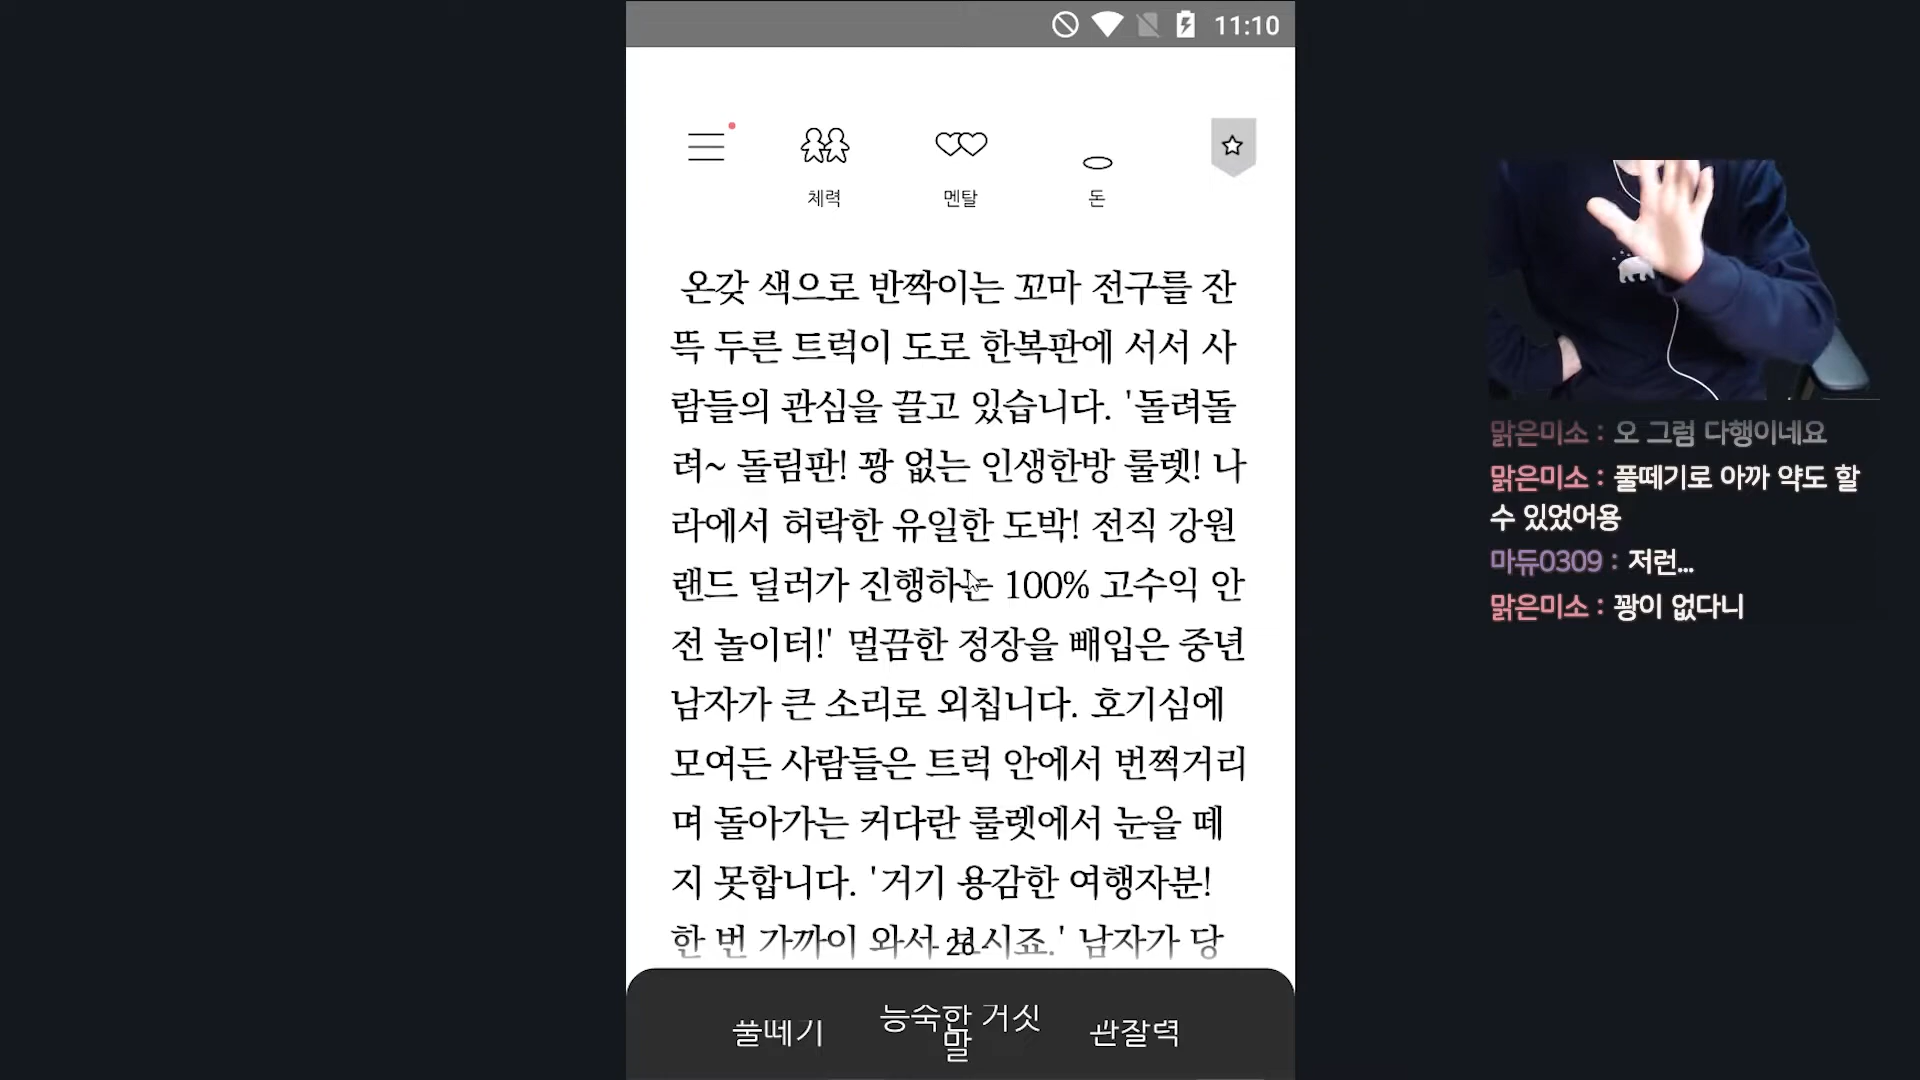 11:10
체력
멘탈
돈
온갖 색으로 반짝이는 꼬마 전구를 잔
뜩 두른 트럭이 도로 한복판에 서서 사
람들의 관심을 끌고 있습니다. '돌려돌
려~ 돌림판! 꽝 없는 인생한방 룰렛! 나
라에서 허락한 유일한 도박! 전직 강원
랜드 딜러가 진행하는 100% 고수익 안
전 놀이터!' 멀끔한 정장을 빼입은 중년
남자가 큰 소리로 외칩니다. 호기심에
모여든 사람들은 트럭 안에서 번쩍거리
며 돌아가는 커다란 룰렛에서 눈을 떼
지 못합니다. '거기 용감한 여행자분!
한 번 가까이 와서 보시죠.' 남자가 당
- 26 -
풀떼기
능숙한 거짓
말
관찰력
맑은미소 : 오 그럼 다행이네요
맑은미소 : 풀떼기로 아까 약도 할
수 있었어용
마듀0309 : 저런...
맑은미소 : 꽝이 없다니